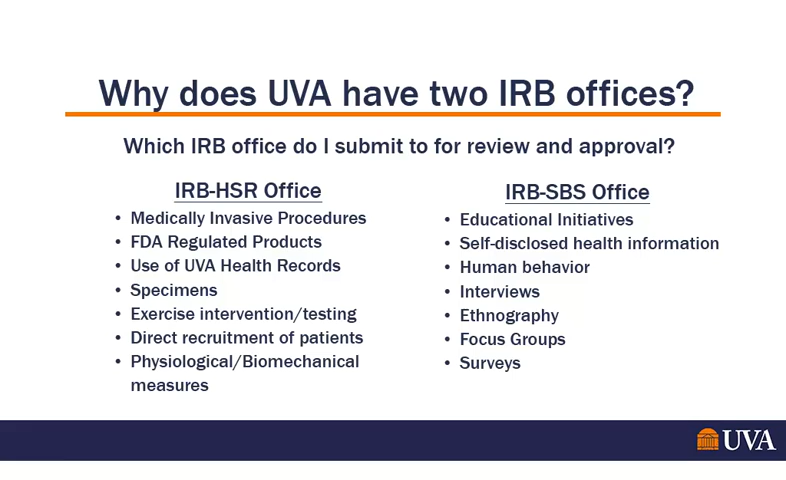 Why does UVA have two IRB offices?
Which IRB office do I submit to for review and approval?
IRB-HSR Office
• Medically Invasive Procedures
• FDA Regulated Products
• Use of UVA Health Records
• Specimens
• Exercise intervention/testing
• Direct recruitment of patients
• Physiological/Biomechanical
measures
IRB-SBS Office
• Educational Initiatives
• Self-disclosed health information
• Human behavior
• Interviews
• Ethnography
• Focus Groups
• Surveys
UVA